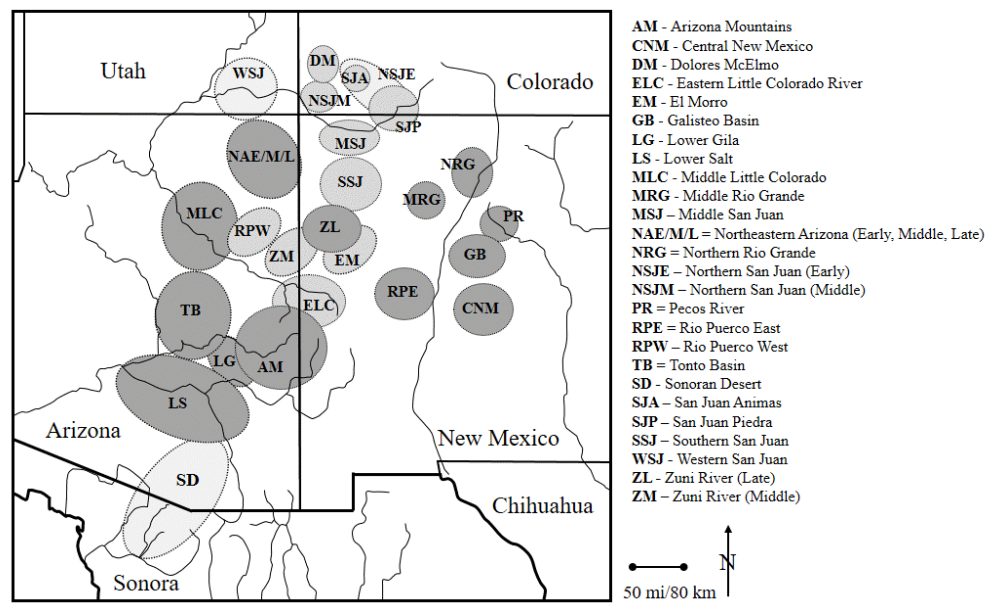 Utah
Colorado
WSJ
DM
SJA
NSJE
NSJM
SJP
MSJ
NAE/M/L
SSJ
NRG
MRG
MLC
RPW
ZL
PR
ZM
EM
GB
ELC
RPE
CNM
TB
LG
AM
LS
Arizona
New Mexico
SD
Chihuahua
Sonora
AM - Arizona Mountains
CNM - Central New Mexico
DM - Dolores McElmo
ELC - Eastern Little Colorado River
EM - El Morro
GB - Galisteo Basin
LG - Lower Gila
LS - Lower Salt
MLC - Middle Little Colorado
MRG - Middle Rio Grande
MSJ – Middle San Juan
NAE/M/L = Northeastern Arizona (Early, Middle, Late)
NRG = Northern Rio Grande
NSJE – Northern San Juan (Early)
NSJM – Northern San Juan (Middle)
PR = Pecos River
RPE – Rio Puerco East
RPW – Rio Puerco West
TB = Tonto Basin
SD - Sonoran Desert
SJA – San Juan Animas
SJP – San Juan Piedra
SSJ – Southern San Juan
WSJ – Western San Juan
ZL - Zuni River (Late)
ZM – Zuni River (Middle)
N
50 mi/80 km